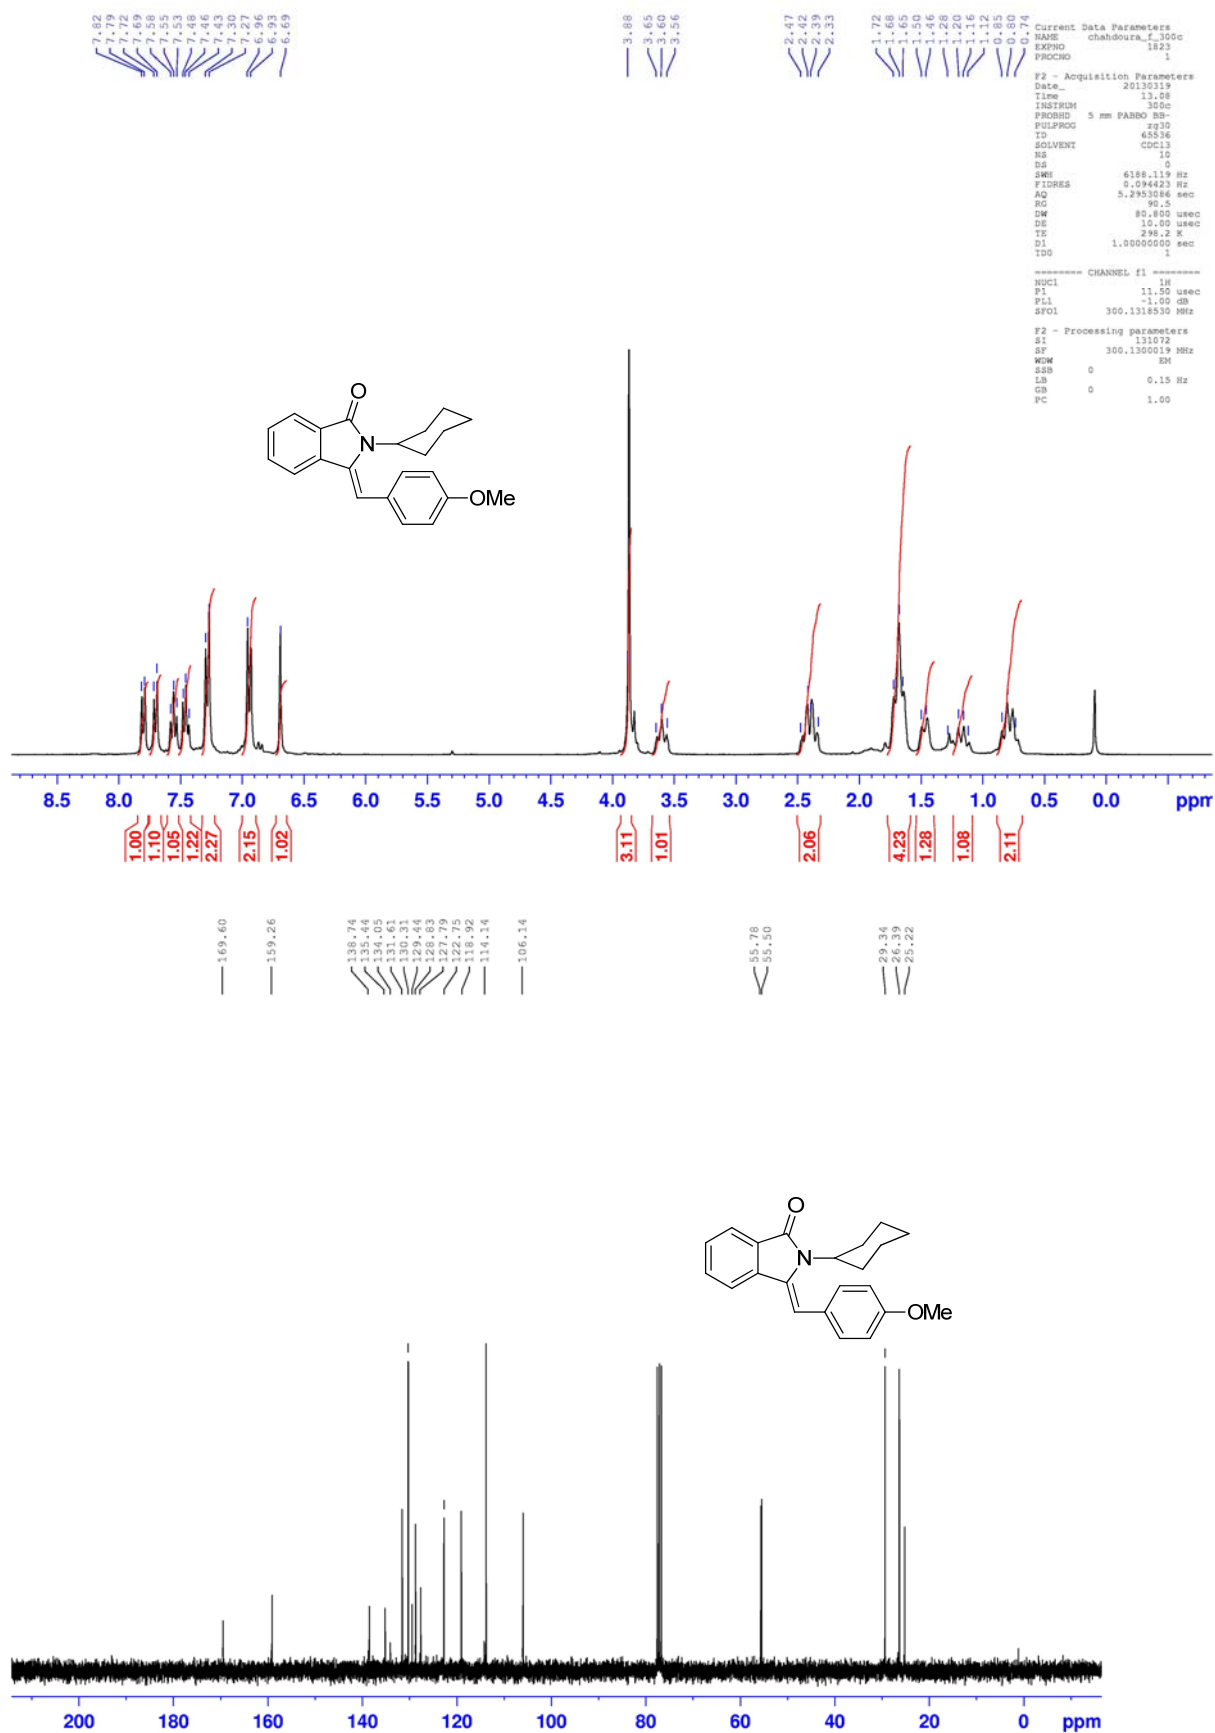 7.82
7.79
7.72
7.69
7.58
7.55
7.53
7.48
7.46
7.43
7.30
7.27
6.96
6.93
6.69
3.88
3.65
3.60
3.56
2.47
2.42
2.39
2.33
1.72
1.68
1.65
1.50
1.46
1.28
1.20
1.16
1.12
0.85
0.80
0.74
Current Data Parameters
NAME chahdoura_f_300c
EXPNO 1823
PROCNO 1
F2 - Acquisition Parameters
Date_ 20130319
Time 13.08
INSTRUM 300c
PROBHD 5 mm PABBO BB-
PULPROG zg30
TD 65536
SOLVENT CDCl3
NS 10
DS 0
SWH 6188.119 Hz
FIDRES 0.094423 Hz
AQ 5.2953086 sec
RG 90.5
DW 80.800 usec
DE 10.00 usec
TE 298.2 K
D1 1.00000000 sec
TD0 1
======== CHANNEL f1 ========
NUC1 1H
P1 11.50 usec
PL1 -1.00 dB
SFO1 300.1318530 MHz
F2 - Processing parameters
SI 131072
SF 300.1300019 MHz
WDW EM
SSB 0
LB 0.15 Hz
GB 0
PC 1.00
O
N
OMe
8.5 8.0 7.5 7.0 6.5 6.0 5.5 5.0 4.5 4.0 3.5 3.0 2.5 2.0 1.5 1.0 0.5 0.0 ppm
1.00
1.10
1.05
1.22
2.27
2.15
1.02
3.11
1.01
2.06
4.23
1.28
1.08
2.11
169.60
159.26
138.74
135.44
134.05
131.61
130.31
129.44
128.83
127.79
122.75
118.92
114.14
106.14
55.78
55.50
29.34
26.39
25.22
O
N
OMe
200 180 160 140 120 100 80 60 40 20 0 ppm